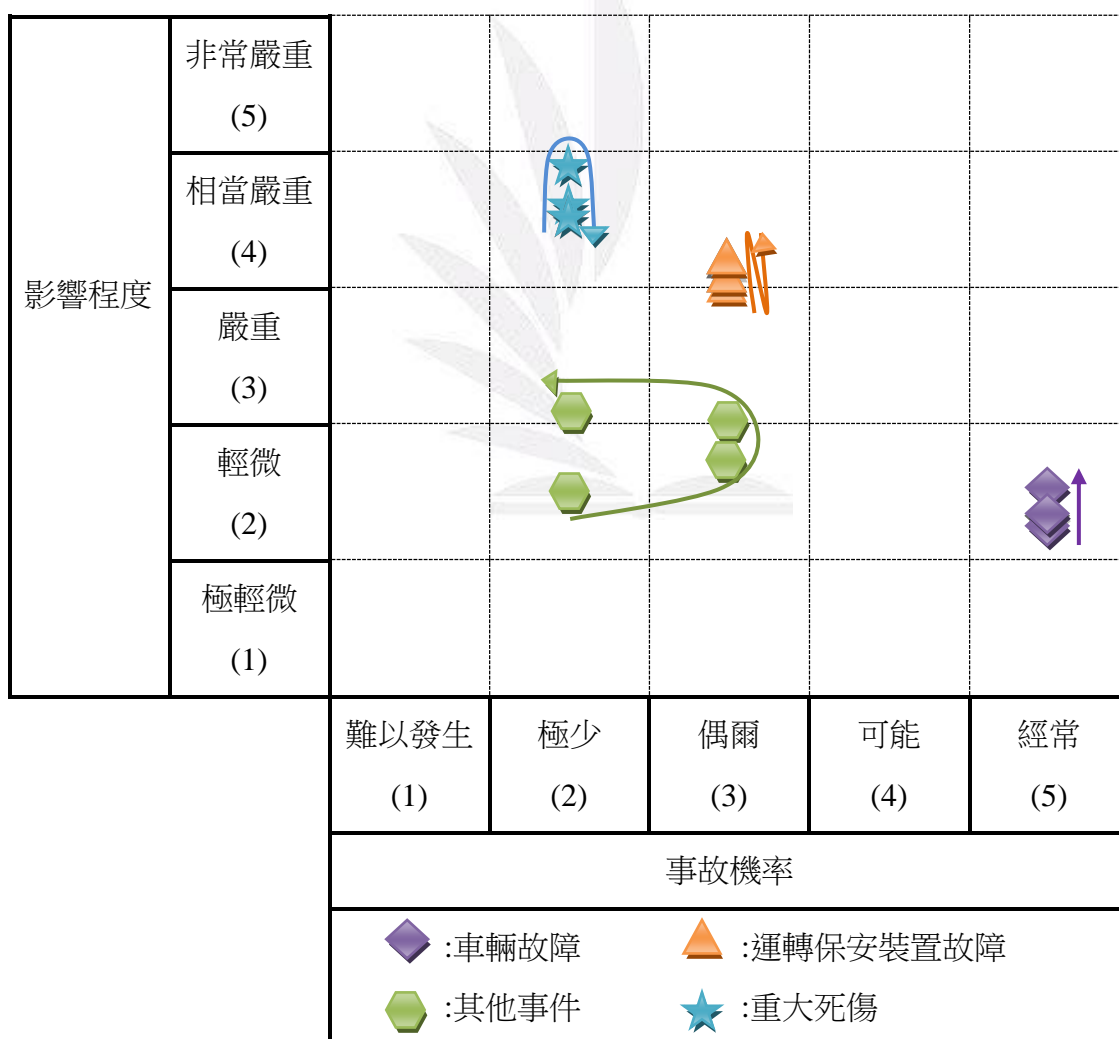 影響程度
非常嚴重
(5)
相當嚴重
(4)
嚴重
(3)
輕微
(2)
極輕微
(1)
難以發生
(1)
極少
(2)
偶爾
(3)
可能
(4)
經常
(5)
事故機率
:車輛故障
:運轉保安裝置故障
:其他事件
:重大死傷